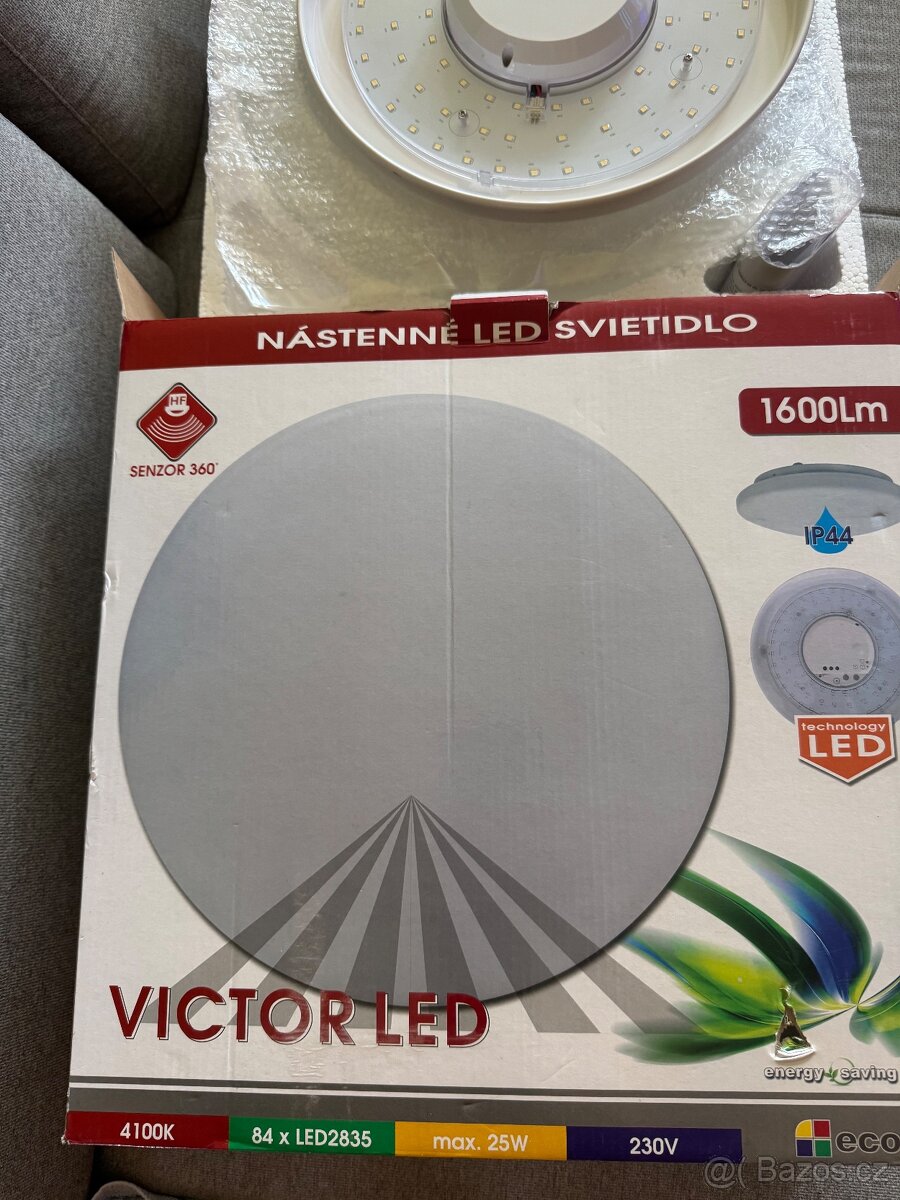 NÁSTENNÉ LED SVIETIDLO
HF
SENZOR 360°
1600Lm
IP44
technology
LED
VICTOR LED
energy saving
4100K
84 x LED2835
max. 25W
230V
eco
@( Bazos.cz